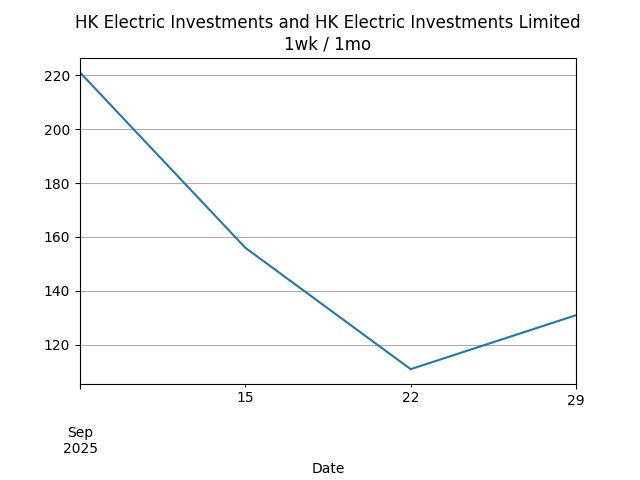 HK Electric Investments and HK Electric Investments Limited
1wk / 1mo
220
200
180
160
140
120
15
22
29
Sep
2025
Date